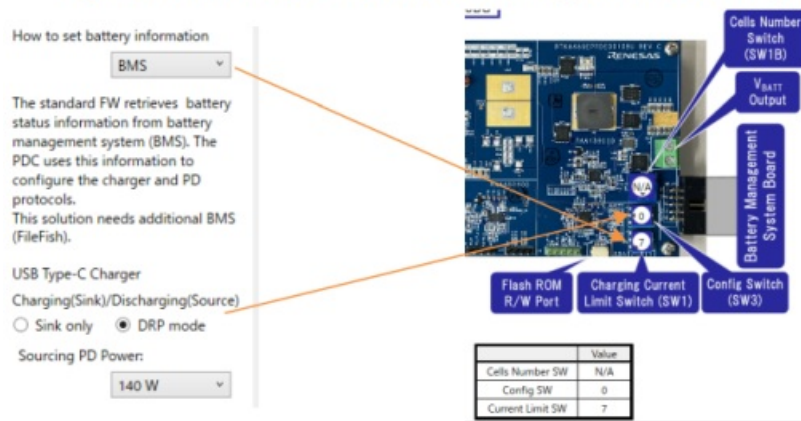 How to set battery information
BMS
The standard FW retrieves battery
status information from battery
management system (BMS). The
PDC uses this information to
configure the charger and PD
protocols.
This solution needs additional BMS
(FileFish).
USB Type-C Charger
Charging(Sink)/Discharging(Source)
Sink only
DRP mode
Sourcing PD Power:
140 W
RENESAS
Cells Number
Switch
(SW1B)
VBATT
Output
Battery Management
System Board
N/A
0
7
Flash ROM
R/W Port
Charging Current
Limit Switch (SW1)
Config Switch
(SW3)
Value
Cells Number SW N/A
Config SW 0
Current Limit SW 7